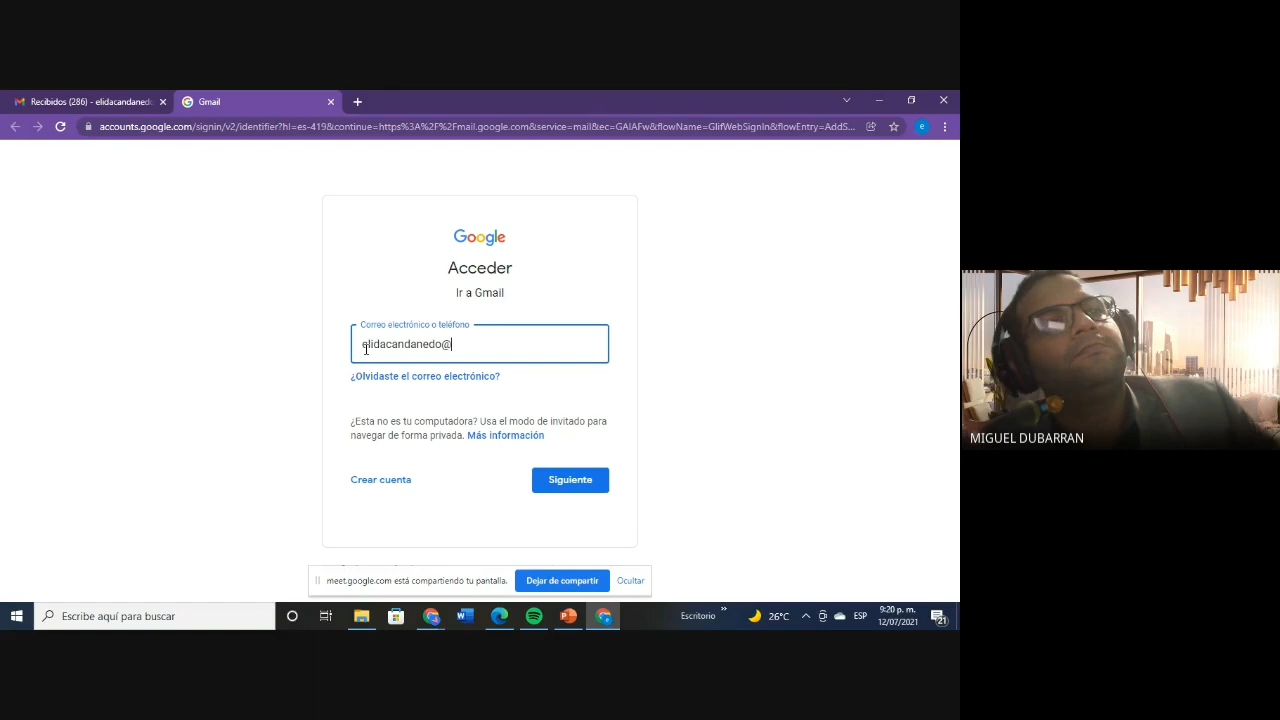 Recibidos (286) - elidacandanedo
Gmail
accounts.google.com/signin/v2/identifier?hl=es-419&continue=https%3A%2F%2Fmail.google.com&service=mail&ec=GAlAFw&flowName=GlifWebSignIn&flowEntry=AddS...
e
Google
Acceder
Ir a Gmail
Correo electrónico o teléfono
elidacandanedo@
¿Olvidaste el correo electrónico?
¿Esta no es tu computadora? Usa el modo de invitado para
navegar de forma privada. Más información
Crear cuenta
Siguiente
meet.google.com está compartiendo tu pantalla.
Dejar de compartir
Ocultar
MIGUEL DUBARRAN
Escribe aquí para buscar
Escritorio
26°C
ESP
9:20 p. m.
12/07/2021
21